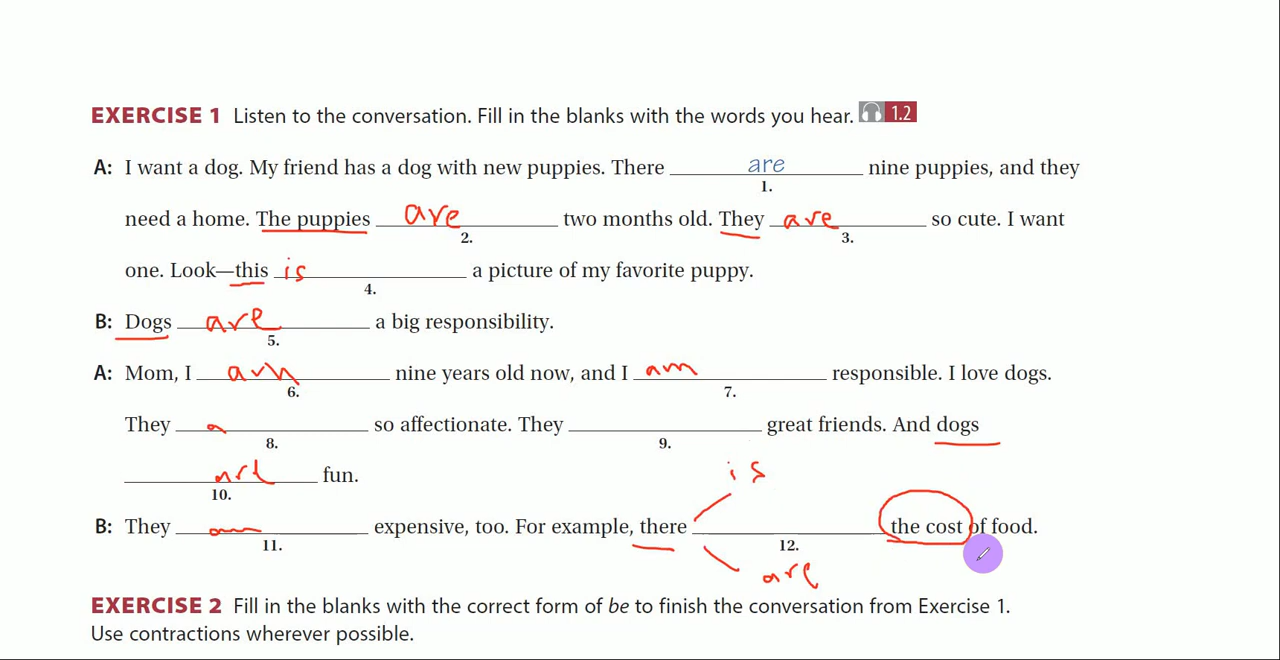 EXERCISE 1 Listen to the conversation. Fill in the blanks with the words you hear. 1.2
A: I want a dog. My friend has a dog with new puppies. There are nine puppies, and they
1.
need a home. The puppies are two months old. They are so cute. I want
2. 3.
one. Look—this is a picture of my favorite puppy.
4.
B: Dogs are a big responsibility.
5.
A: Mom, I am nine years old now, and I am responsible. I love dogs.
6. 7.
They a so affectionate. They great friends. And dogs
8. 9.
are fun.
10.
is
B: They expensive, too. For example, there the cost of food.
11. 12.
are
EXERCISE 2 Fill in the blanks with the correct form of be to finish the conversation from Exercise 1.
Use contractions wherever possible.